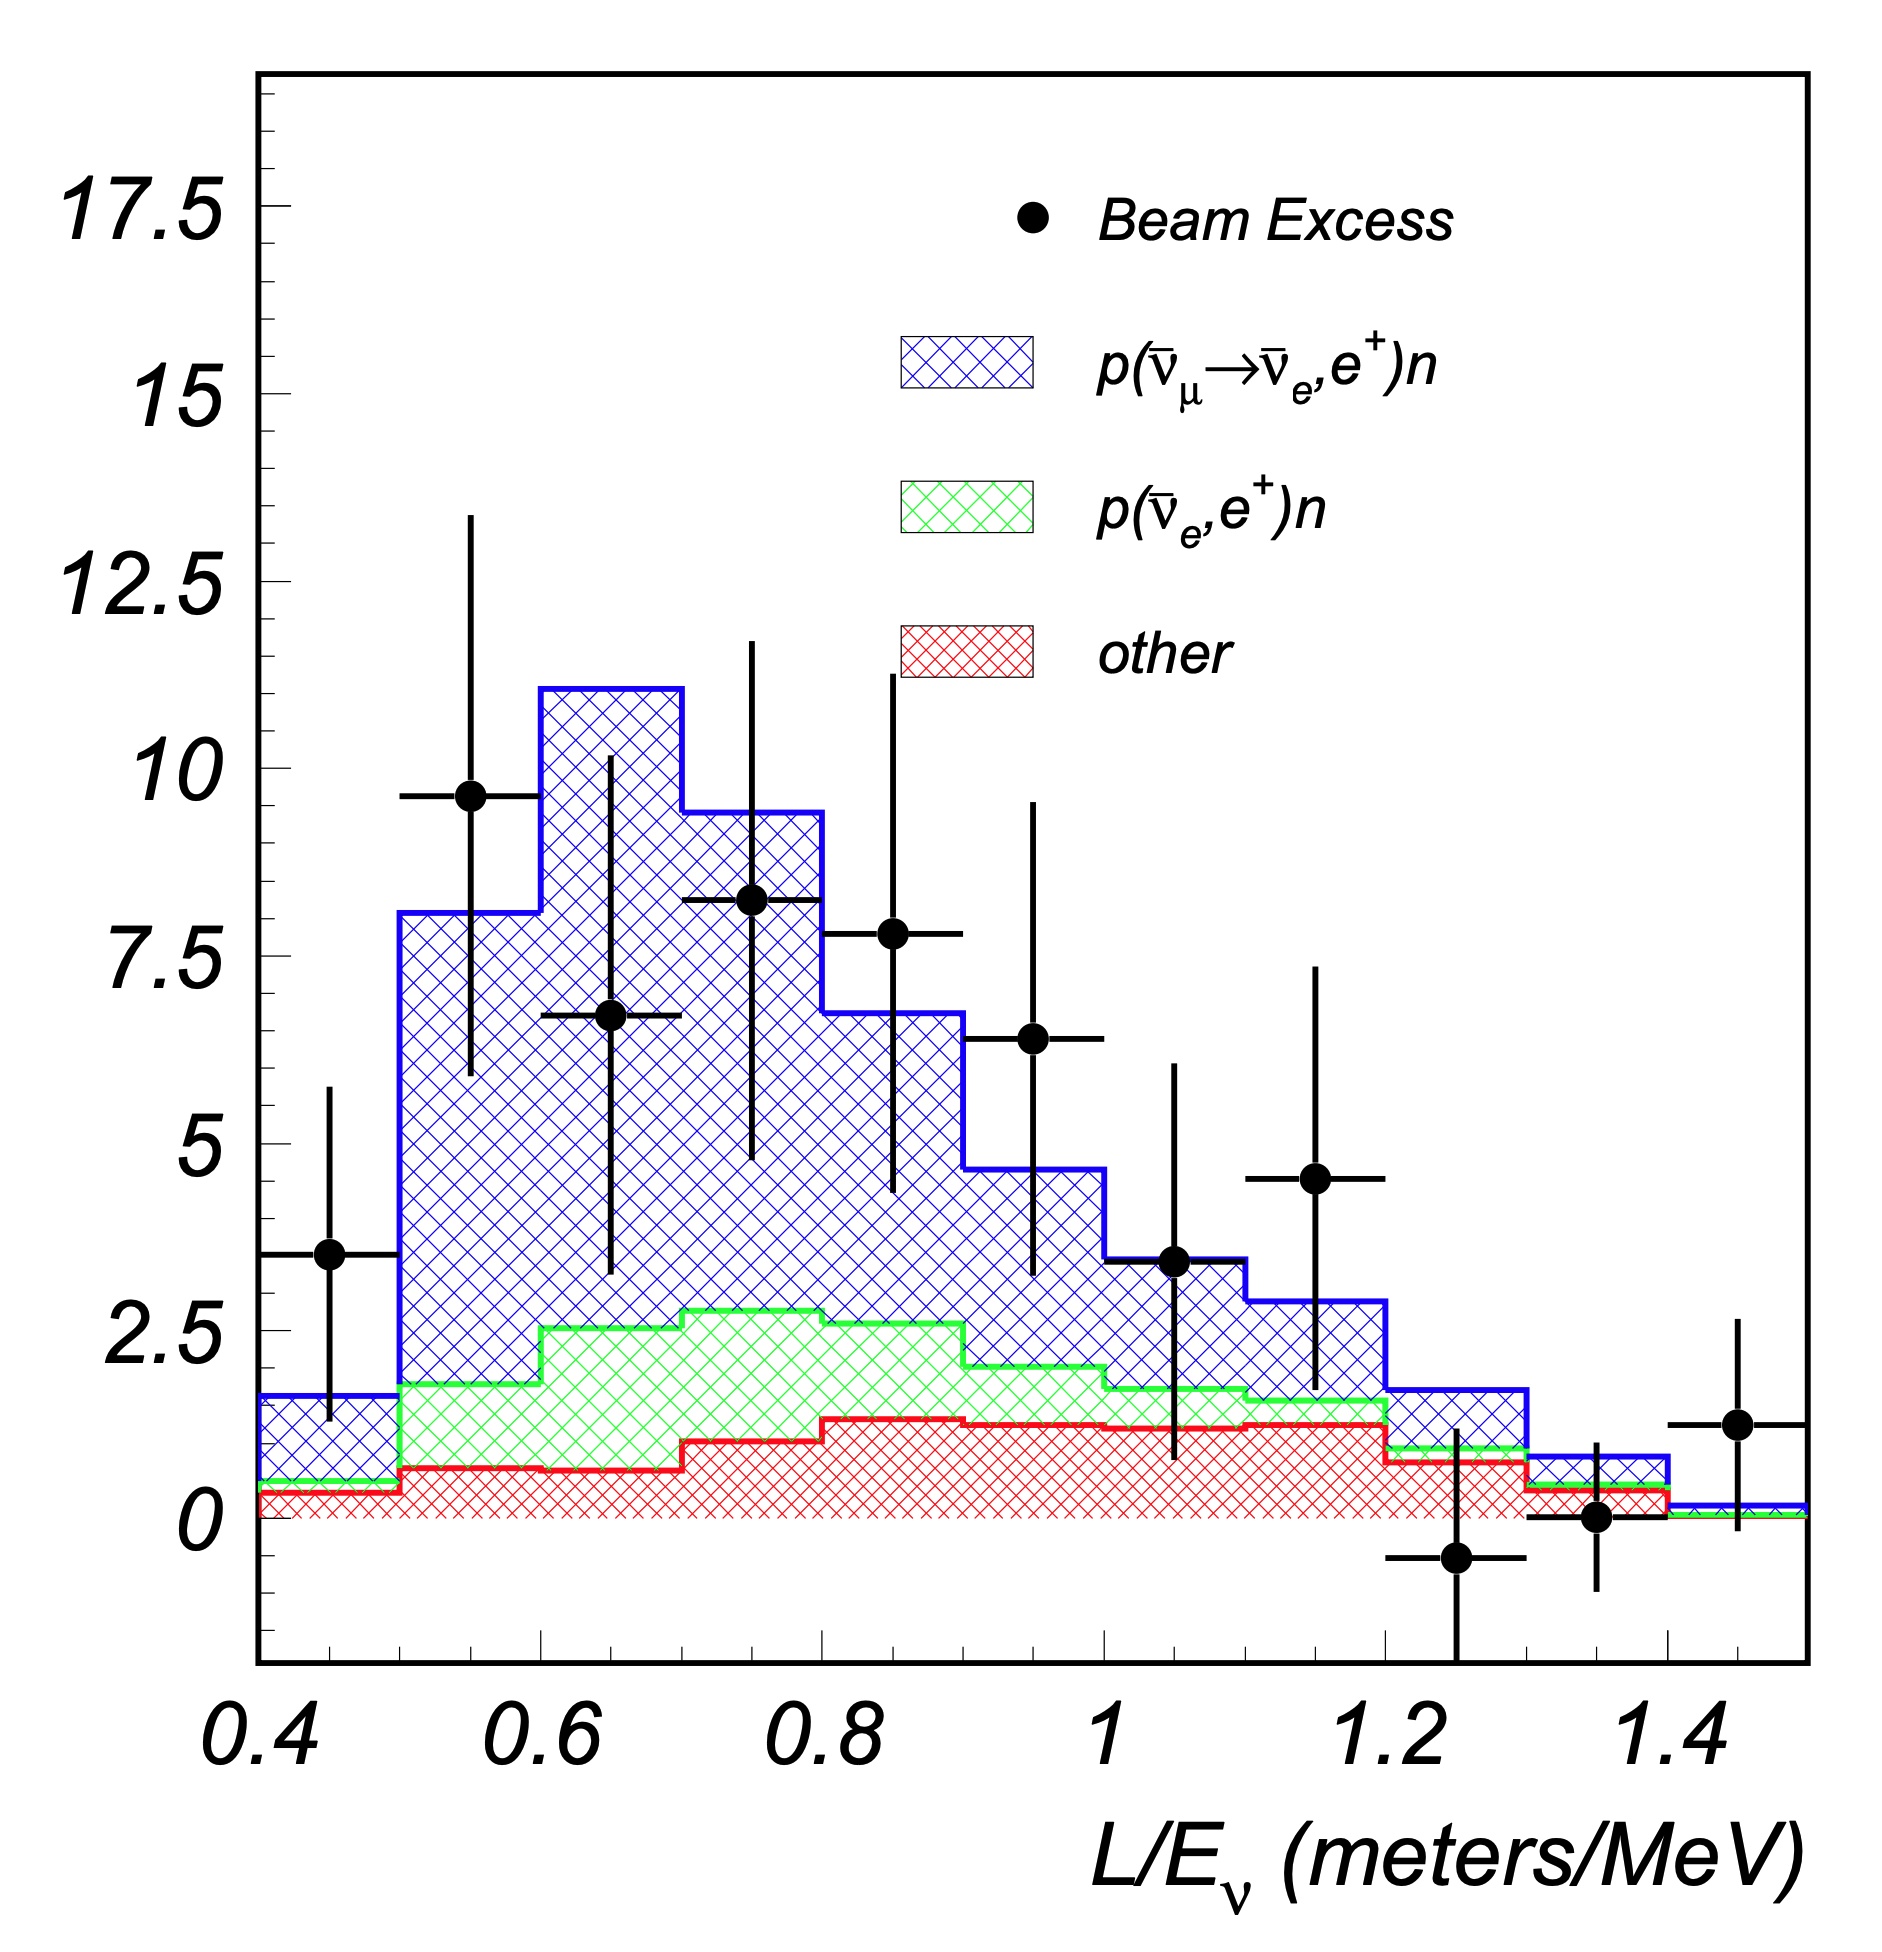 17.5
15
12.5
10
7.5
5
2.5
0
Beam Excess
p(ν̄μ→ν̄e,e⁺)n
p(ν̄e,e⁺)n
other
0.4 0.6 0.8 1 1.2 1.4
L/Eν (meters/MeV)